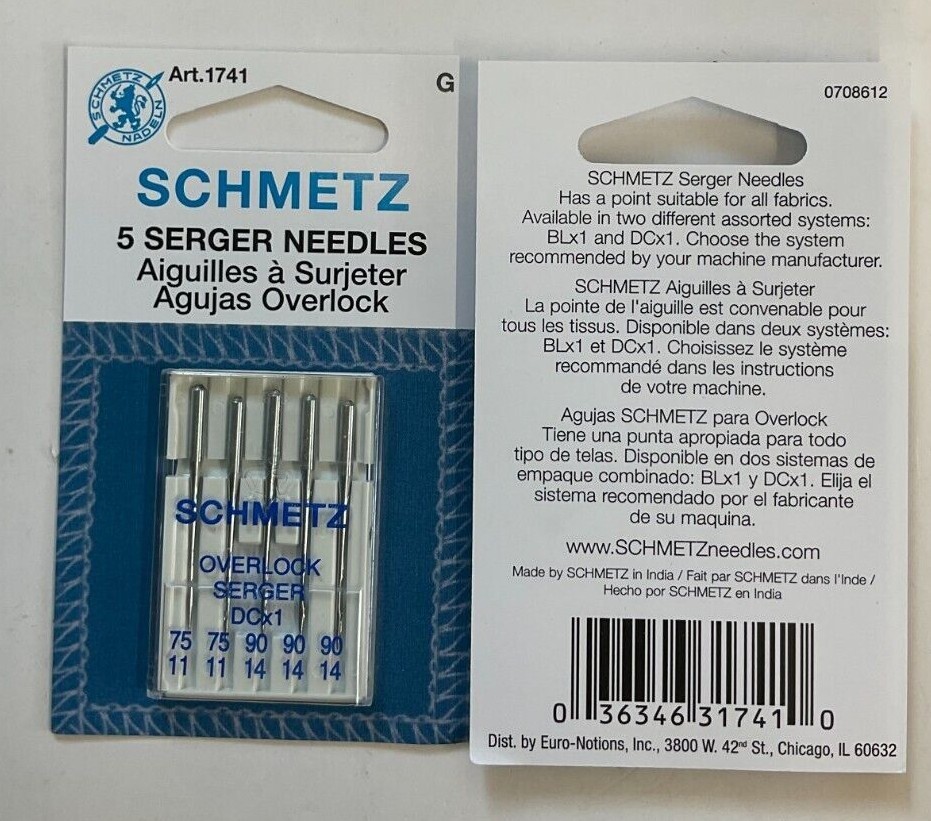 SCHMETZ NADELN
Art.1741
G
SCHMETZ
5 SERGER NEEDLES
Aiguilles à Surjeter
Agujas Overlock
SCHMETZ
OVERLOCK
SERGER
DCx1
75 75 90 90 90
11 11 14 14 14
0708612
SCHMETZ Serger Needles
Has a point suitable for all fabrics.
Available in two different assorted systems:
BLx1 and DCx1. Choose the system
recommended by your machine manufacturer.
SCHMETZ Aiguilles à Surjeter
La pointe de l'aiguille est convenable pour
tous les tissus. Disponible dans deux systèmes:
BLx1 et DCx1. Choisissez le système
recommandé dans les instructions
de votre machine.
Agujas SCHMETZ para Overlock
Tiene una punta apropiada para todo
tipo de telas. Disponible en dos sistemas de
empaque combinado: BLx1 y DCx1. Elija el
sistema recomendado por el fabricante
de su maquina.
www.SCHMETZneedles.com
Made by SCHMETZ in India / Fait par SCHMETZ dans l'Inde /
Hecho por SCHMETZ en India
0 36346 31741 0
Dist. by Euro-Notions, Inc., 3800 W. 42nd St., Chicago, IL 60632